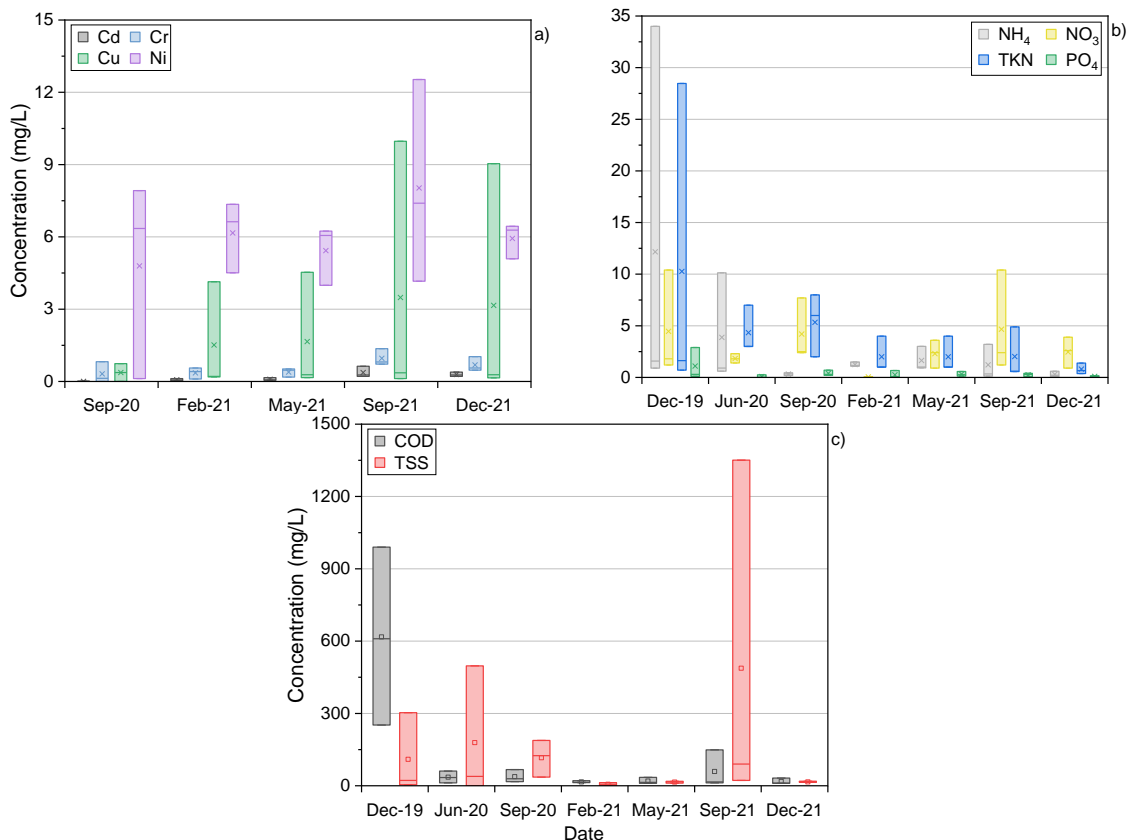 15
12
9
6
3
0
Concentration (mg/L)
Cd Cr
Cu Ni
a)
Sep-20 Feb-21 May-21 Sep-21 Dec-21
35
30
25
20
15
10
5
0
NH₄ NO₃
TKN PO₄
b)
Dec-19 Jun-20 Sep-20 Feb-21 May-21 Sep-21 Dec-21
1500
1200
900
600
300
0
Concentration (mg/L)
COD
TSS
c)
Dec-19 Jun-20 Sep-20 Feb-21 May-21 Sep-21 Dec-21
Date